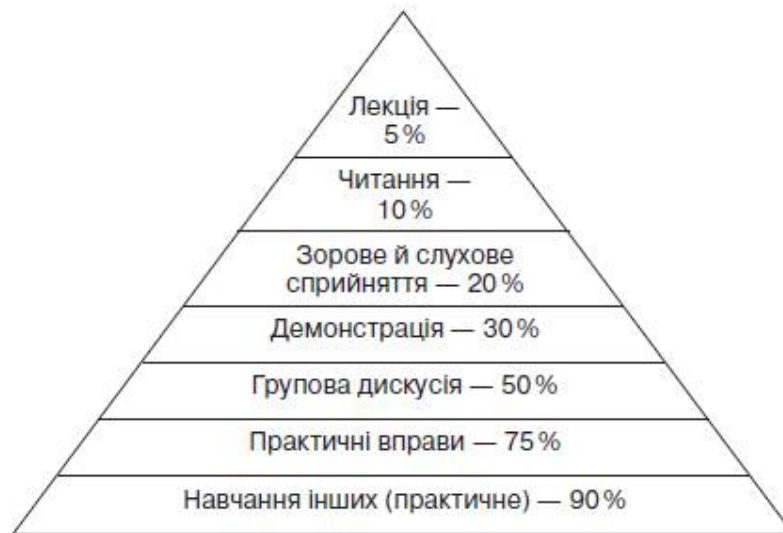 Лекція —
5 %
Читання —
10 %
Зорове й слухове
сприйняття — 20 %
Демонстрація — 30 %
Групова дискусія — 50 %
Практичні вправи — 75 %
Навчання інших (практичне) — 90 %